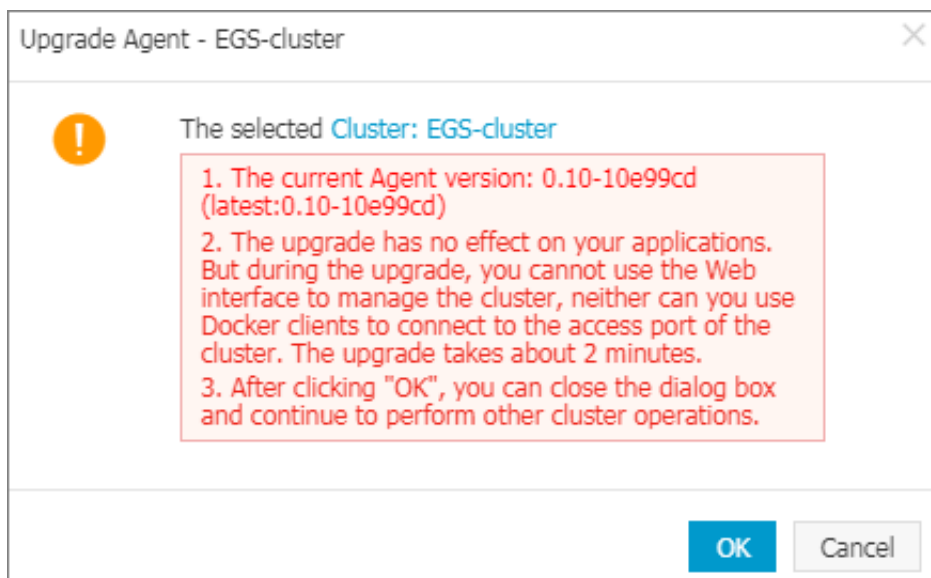 Upgrade Agent - EGS-cluster
The selected Cluster: EGS-cluster
1. The current Agent version: 0.10-10e99cd
(latest:0.10-10e99cd)
2. The upgrade has no effect on your applications.
But during the upgrade, you cannot use the Web
interface to manage the cluster, neither can you use
Docker clients to connect to the access port of the
cluster. The upgrade takes about 2 minutes.
3. After clicking "OK", you can close the dialog box
and continue to perform other cluster operations.
OK
Cancel